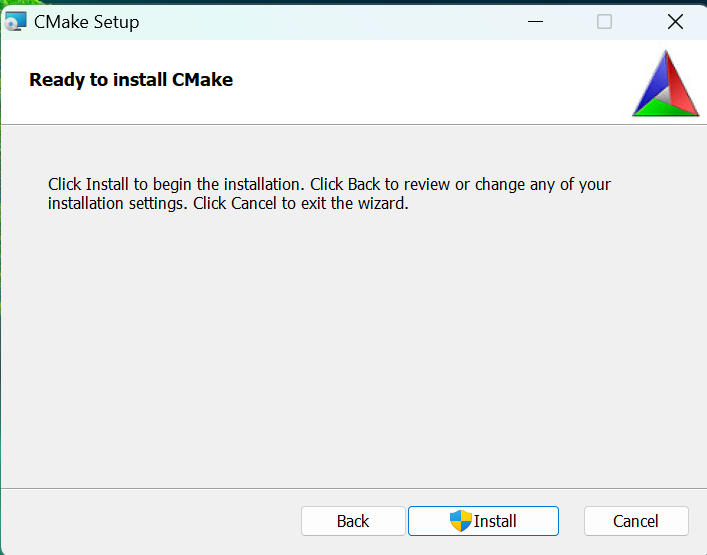 CMake Setup
Ready to install CMake
Click Install to begin the installation. Click Back to review or change any of your
installation settings. Click Cancel to exit the wizard.
Back
Install
Cancel